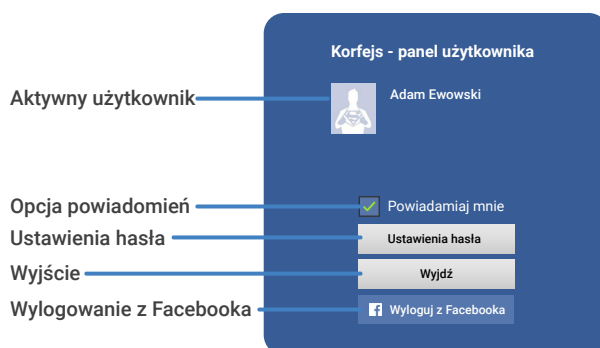 Korfejs - panel użytkownika
Aktywny użytkownik
Adam Ewowski
Opcja powiadomień
Powiadamiaj mnie
Ustawienia hasła
Ustawienia hasła
Wyjście
Wyjdź
Wylogowanie z Facebooka
Wyloguj z Facebooka